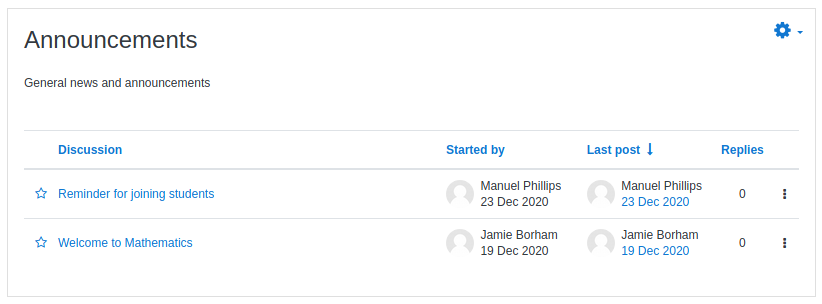 Announcements
General news and announcements
Discussion Started by Last post Replies
Reminder for joining students Manuel Phillips Manuel Phillips 0
23 Dec 2020 23 Dec 2020
Welcome to Mathematics Jamie Borham Jamie Borham 0
19 Dec 2020 19 Dec 2020